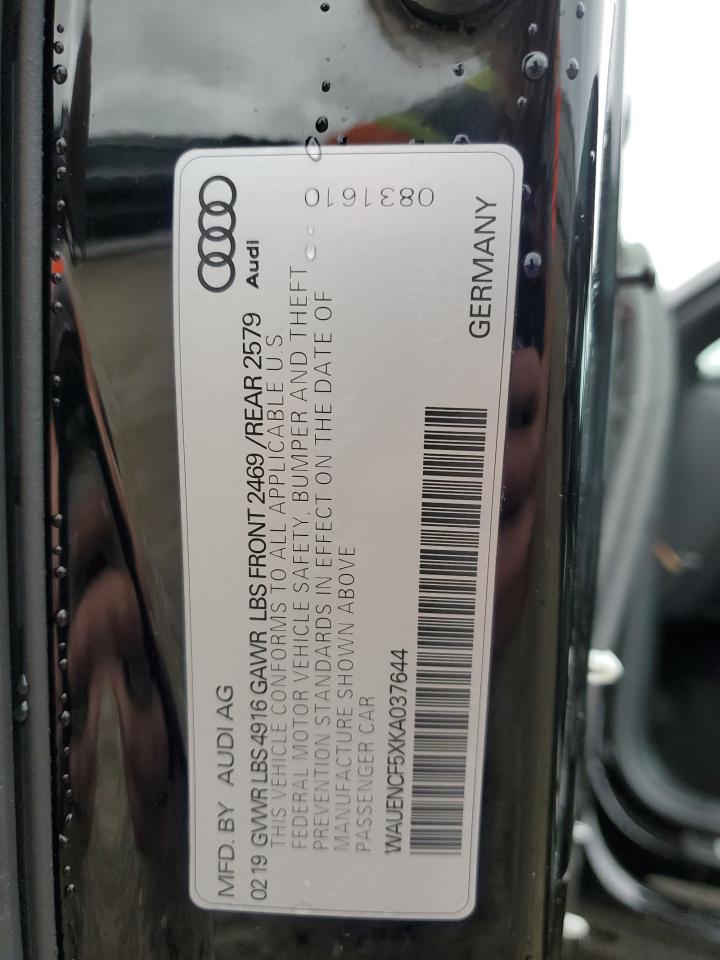 MFD. BY AUDI AG
0219 GVWR LBS 4916 GAWR LBS FRONT 2469 /REAR 2579
THIS VEHICLE CONFORMS TO ALL APPLICABLE U.S.
FEDERAL MOTOR VEHICLE SAFETY, BUMPER AND THEFT
PREVENTION STANDARDS IN EFFECT ON THE DATE OF
MANUFACTURE SHOWN ABOVE
PASSENGER CAR
WAUENCF5XKA037644
Audi
0831610
GERMANY